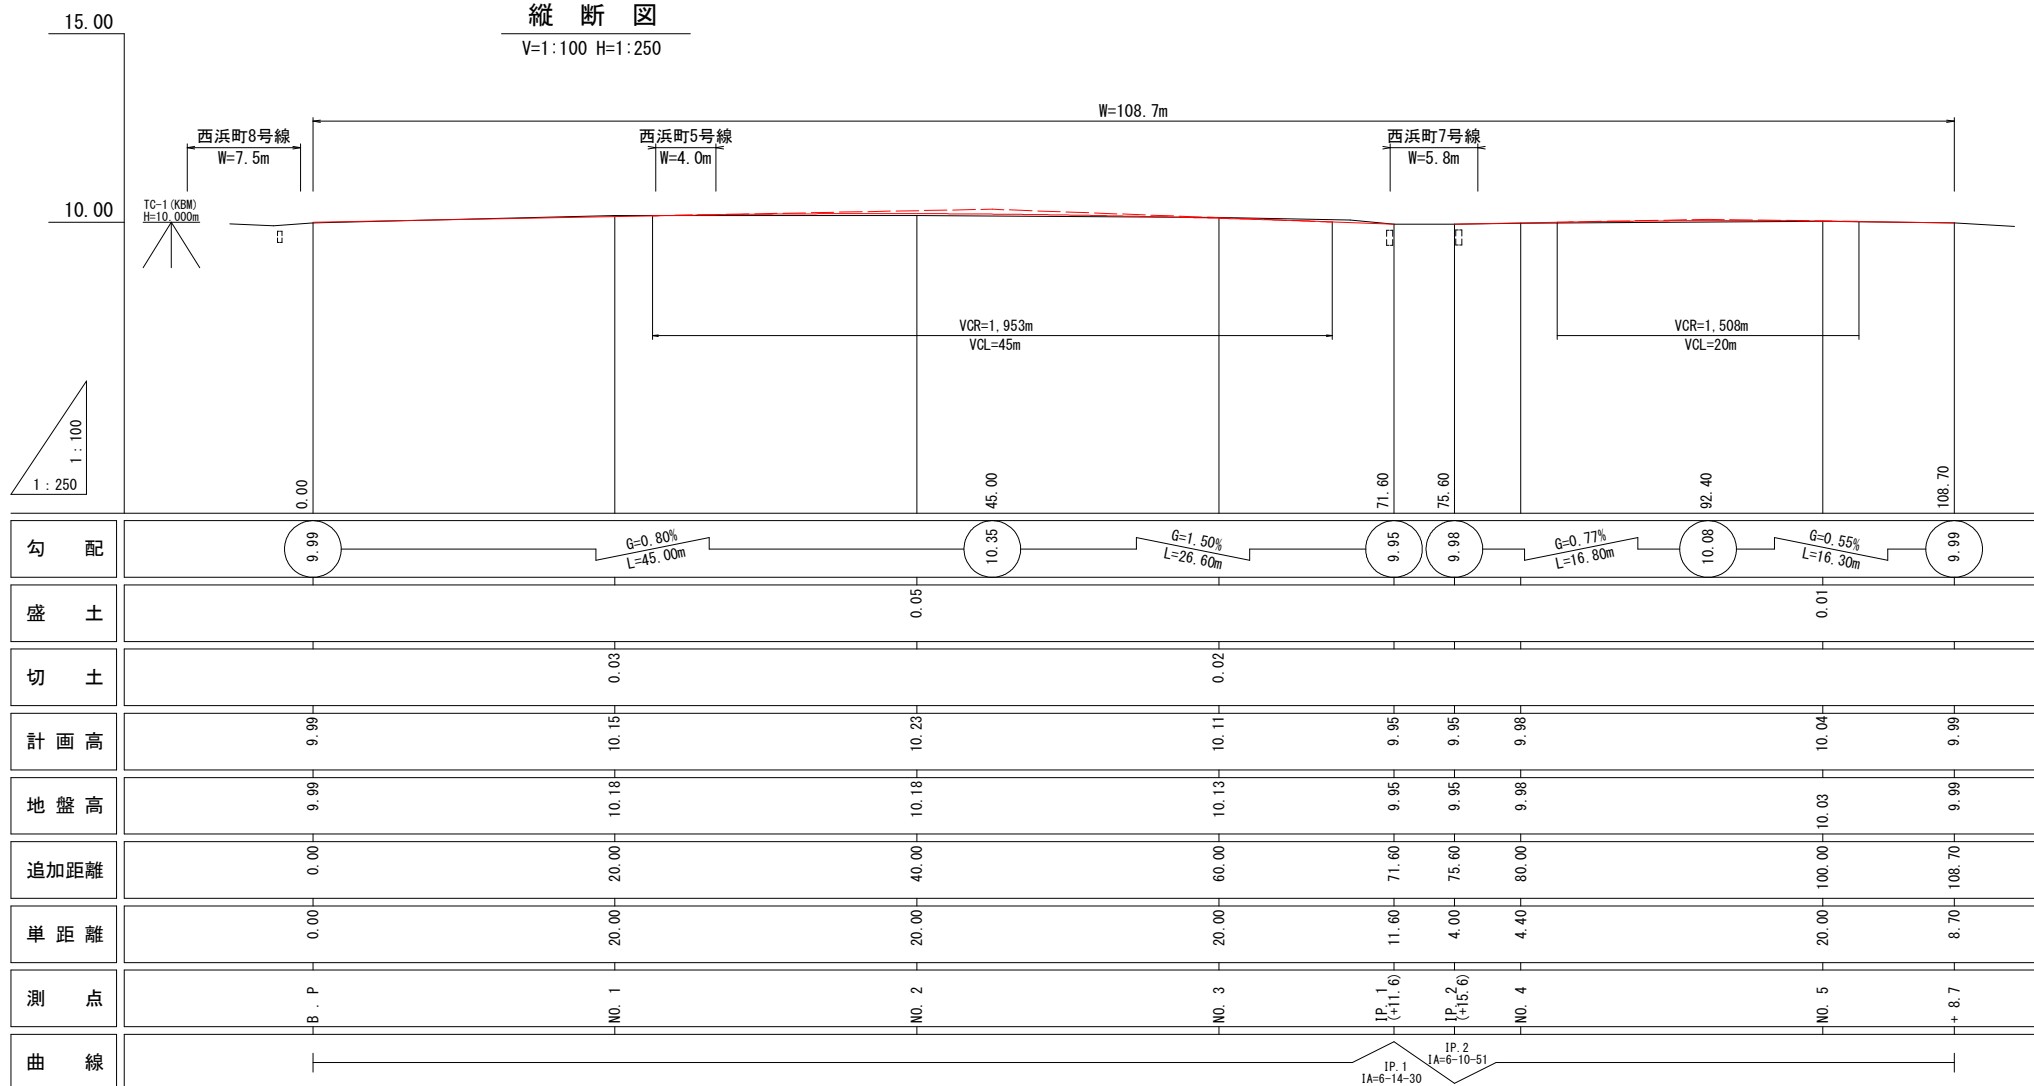 縦 断 図
V=1:100 H=1:250
15.00
W=108.7m
西浜町8号線
W=7.5m
西浜町5号線
W=4.0m
西浜町7号線
W=5.8m
10.00
TC-1(KBM)
H=10.000m
VCR=1,953m
VCL=45m
VCR=1,508m
VCL=20m
1:100
1:250
0.00
45.00
71.60
75.60
92.40
108.70
勾 配
9.99
G=0.80%
L=45.00m
10.35
G=1.50%
L=26.60m
9.95
9.98
G=0.77%
L=16.80m
10.08
G=0.55%
L=16.30m
9.99
盛 土
0.05
0.01
切 土
0.03
0.02
計 画 高
9.99
10.15
10.23
10.11
9.95
9.95
9.98
10.04
9.99
地 盤 高
9.99
10.18
10.18
10.13
9.95
9.95
9.98
10.03
9.99
追加距離
0.00
20.00
40.00
60.00
71.60
75.60
80.00
100.00
108.70
単 距 離
0.00
20.00
20.00
20.00
11.60
4.00
4.40
20.00
8.70
測 点
B.P
NO.1
NO.2
NO.3
IP.1
(+11.6)
IP.2
(+15.6)
NO.4
NO.5
+8.7
曲 線
IP.1
IA=6-14-30
IP.2
IA=6-10-51